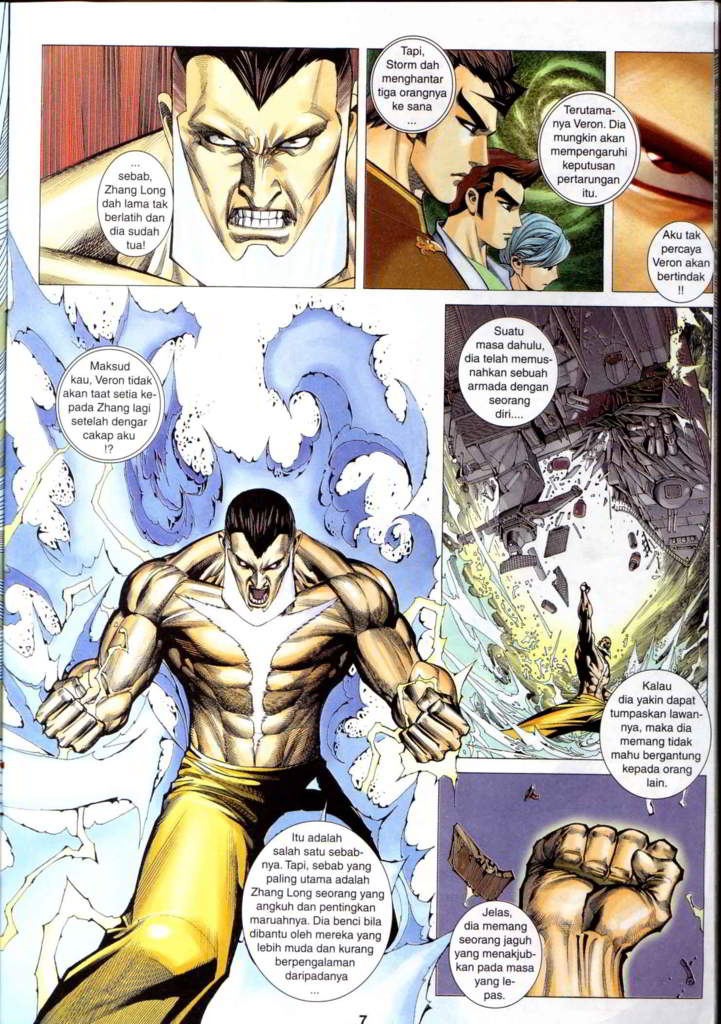 ... sebab,
Zhang Long
dah lama tak
berlatih dan
dia sudah
tua!
Tapi,
Storm dah
menghantar
tiga orangnya
ke sana
...
Terutama-
nya Veron. Dia
mungkin akan
mempengaruhi
keputusan
pertarungan
itu.
Aku tak
percaya
Veron akan
bertindak
!!
Maksud
kau, Veron tidak
akan taat setia ke-
pada Zhang lagi
setelah dengar
cakap aku
!?
Suatu
masa dahulu,
dia telah memus-
nahkan sebuah
armada dengan
seorang
diri....
Kalau
dia yakin dapat
tumpaskan lawan-
nya, maka dia
memang tidak
mahu bergantung
kepada orang
lain.
Itu adalah
salah satu sebab-
nya. Tapi, sebab yang
paling utama adalah
Zhang Long seorang yang
angkuh dan pentingkan
maruahnya. Dia benci bila
dibantu oleh mereka yang
lebih muda dan kurang
berpengalaman
daripadanya
...
Jelas,
dia memang
seorang jaguh
yang menakjub-
kan pada masa
yang le-
pas.
7